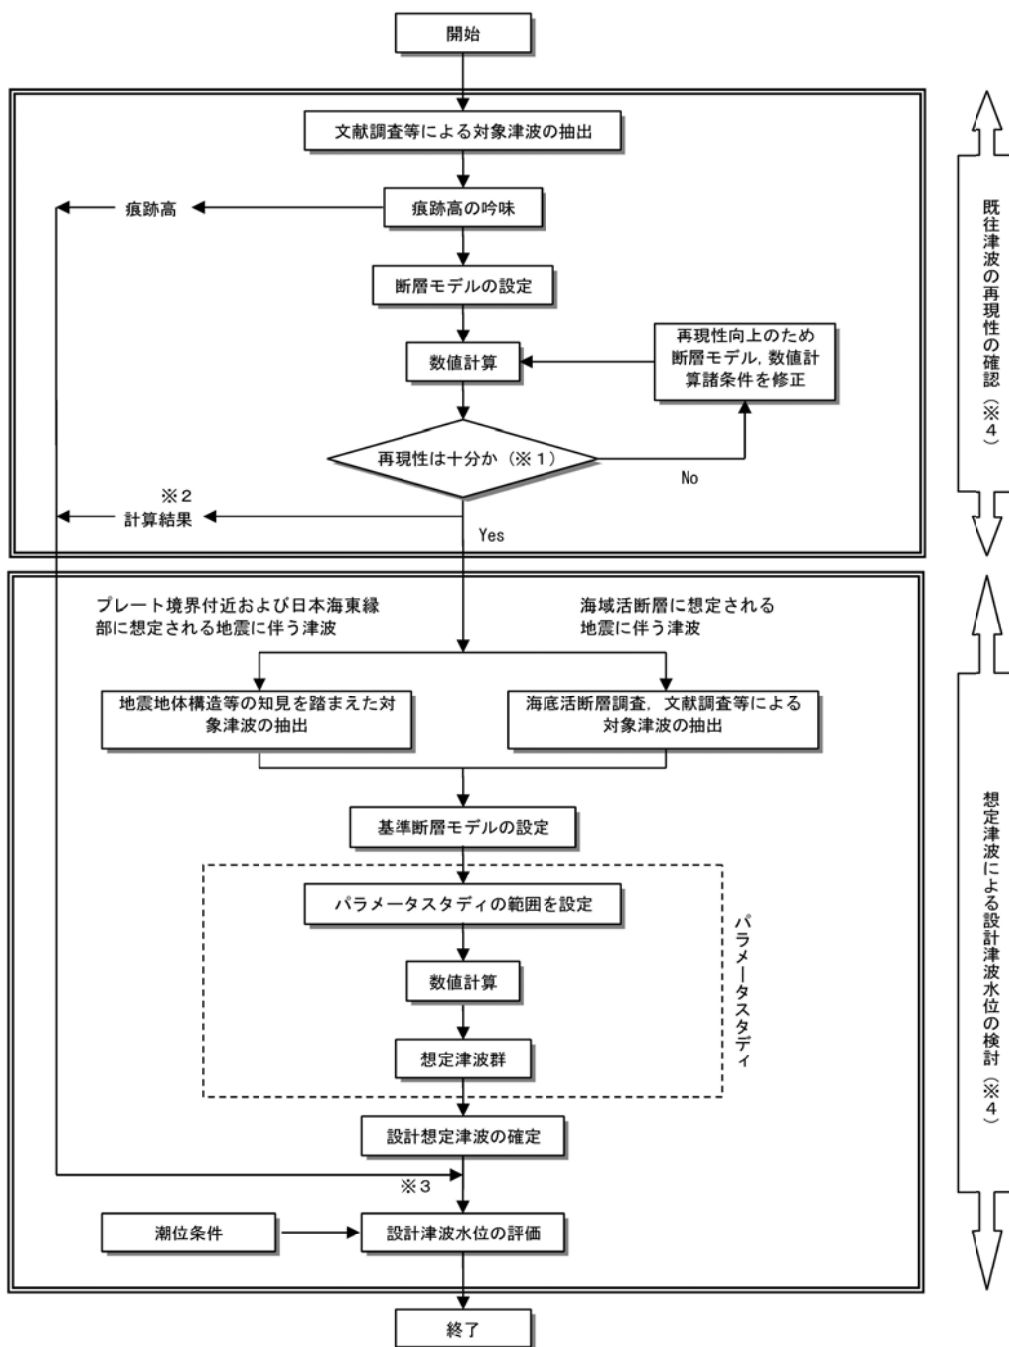 開始
文献調査等による対象津波の抽出
痕跡高
痕跡高の吟味
断層モデルの設定
数値計算
再現性向上のため
断層モデル, 数値計
算諸条件を修正
再現性は十分か (※1)
No
※2
計算結果
Yes
既往津波の再現性の確認 (※4)
プレート境界付近および日本海東縁
部に想定される地震に伴う津波
海域活断層に想定される
地震に伴う津波
地震地体構造等の知見を踏まえた対
象津波の抽出
海底活断層調査, 文献調査等による
対象津波の抽出
基準断層モデルの設定
パラメータスタディの範囲を設定
数値計算
想定津波群
パラメータスタディ
設計想定津波の確定
※3
潮位条件
設計津波水位の評価
想定津波による設計津波水位の検討 (※4)
終了